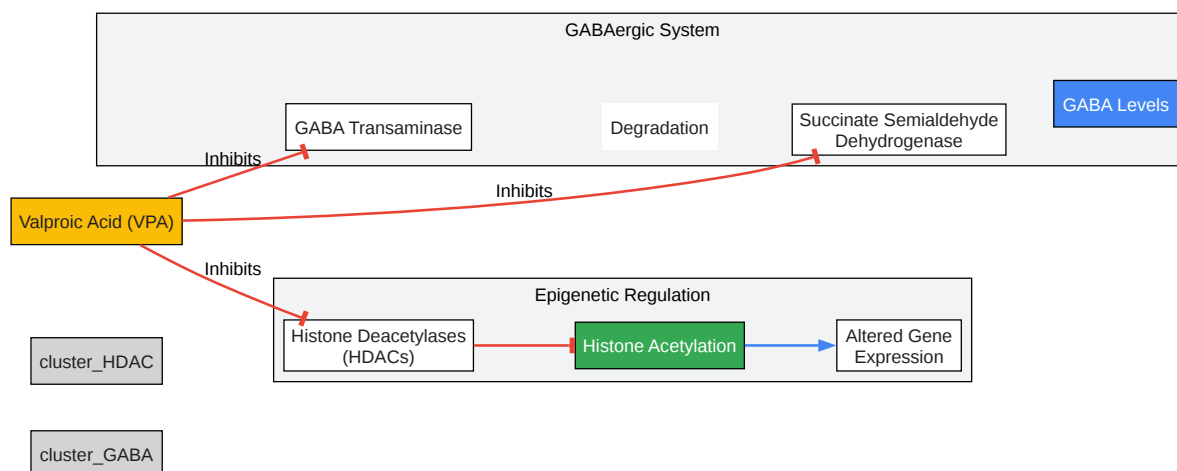 GABAergic System
GABA Levels
GABA Transaminase
Degradation
Succinate Semialdehyde
Dehydrogenase
Inhibits
Inhibits
Valproic Acid (VPA)
Inhibits
Epigenetic Regulation
Histone Deacetylases
(HDACs)
Histone Acetylation
Altered Gene
Expression
cluster_HDAC
cluster_GABA